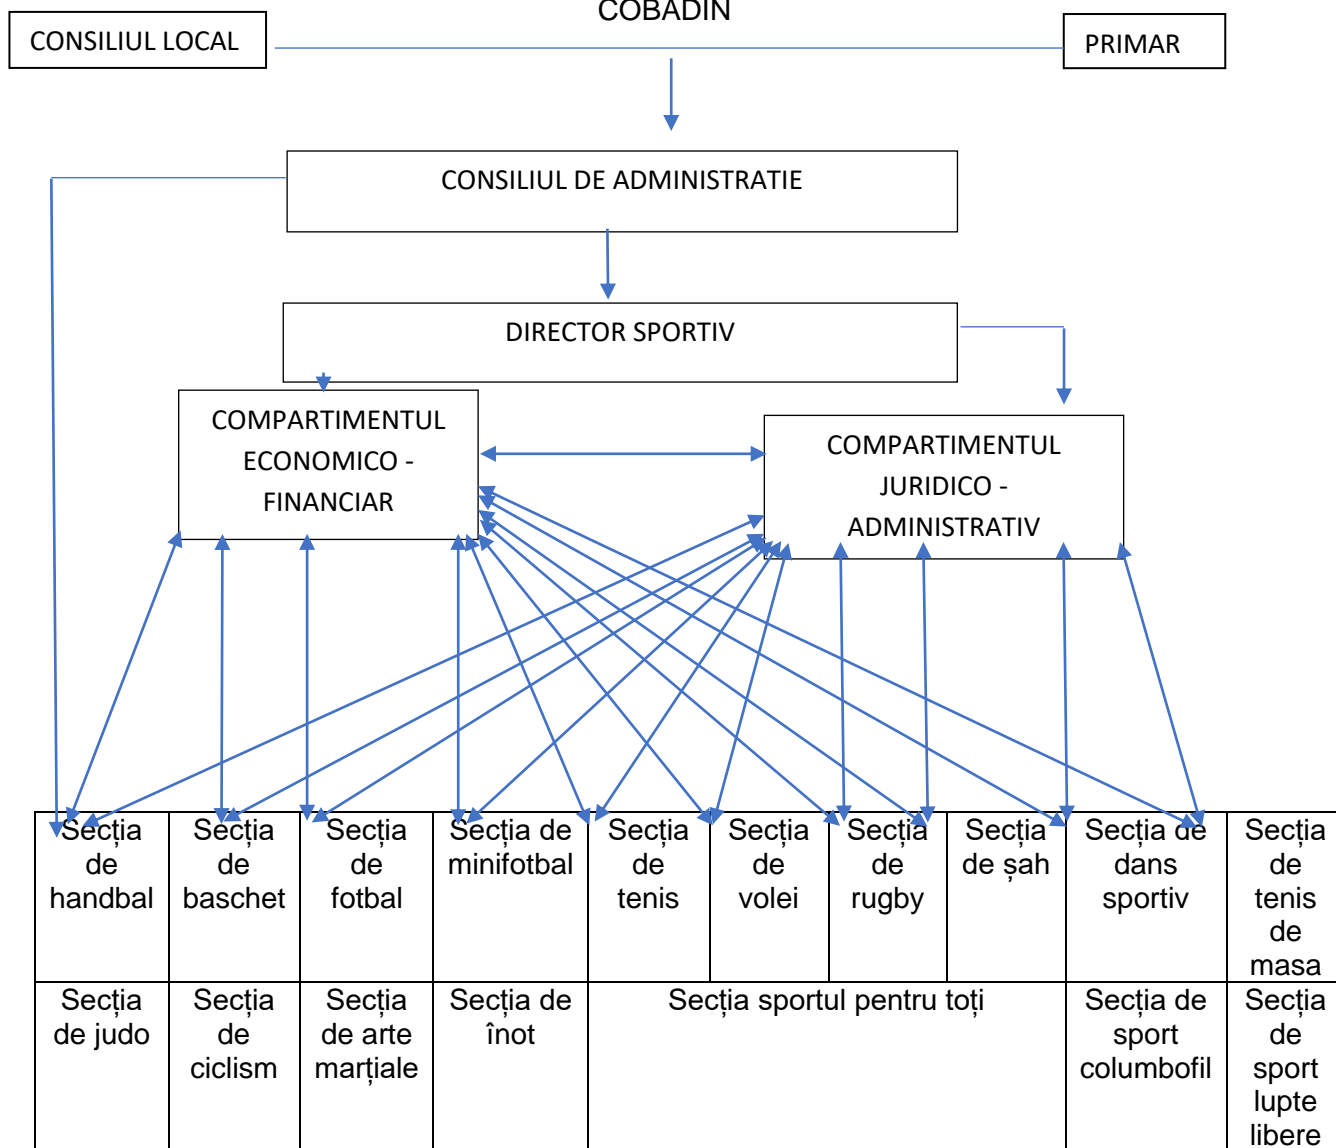 COBADIN
CONSILIUL LOCAL
PRIMAR
CONSILIUL DE ADMINISTRATIE
DIRECTOR SPORTIV
COMPARTIMENTUL
ECONOMICO -
FINANCIAR
COMPARTIMENTUL
JURIDICO -
ADMINISTRATIV
Secția
de
handbal
Secția
de
baschet
Secția
de
fotbal
Secția de
minifotbal
Secția
de
tenis
Secția
de
volei
Secția
de
rugby
Secția
de șah
Secția de
dans
sportiv
Secția
de
tenis
de
masa
Secția
de judo
Secția
de
ciclism
Secția
de arte
marțiale
Secția de
înot
Secția sportul pentru toți
Secția de
sport
columbofil
Secția
de
sport
lupte
libere